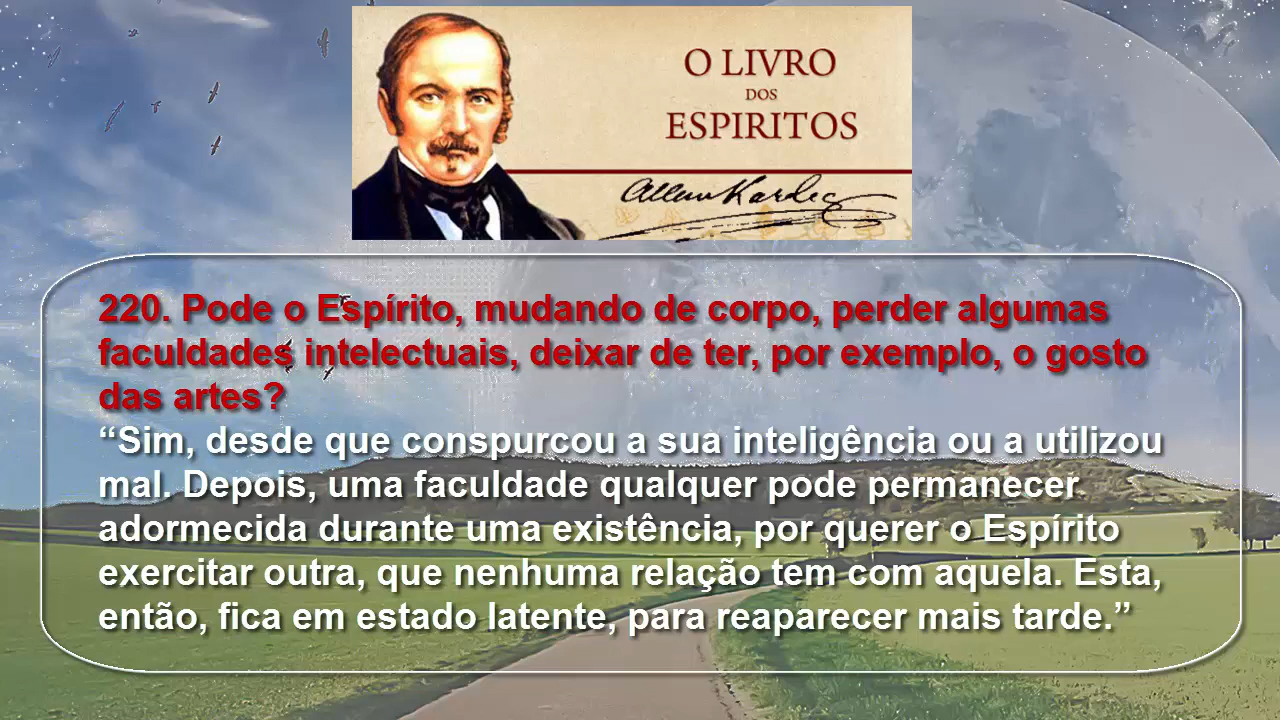 O LIVRO
DOS
ESPIRITOS
Allan Kardec
220. Pode o Espírito, mudando de corpo, perder algumas
faculdades intelectuais, deixar de ter, por exemplo, o gosto
das artes?
“Sim, desde que conspurcou a sua inteligência ou a utilizou
mal. Depois, uma faculdade qualquer pode permanecer
adormecida durante uma existência, por querer o Espírito
exercitar outra, que nenhuma relação tem com aquela. Esta,
então, fica em estado latente, para reaparecer mais tarde.”